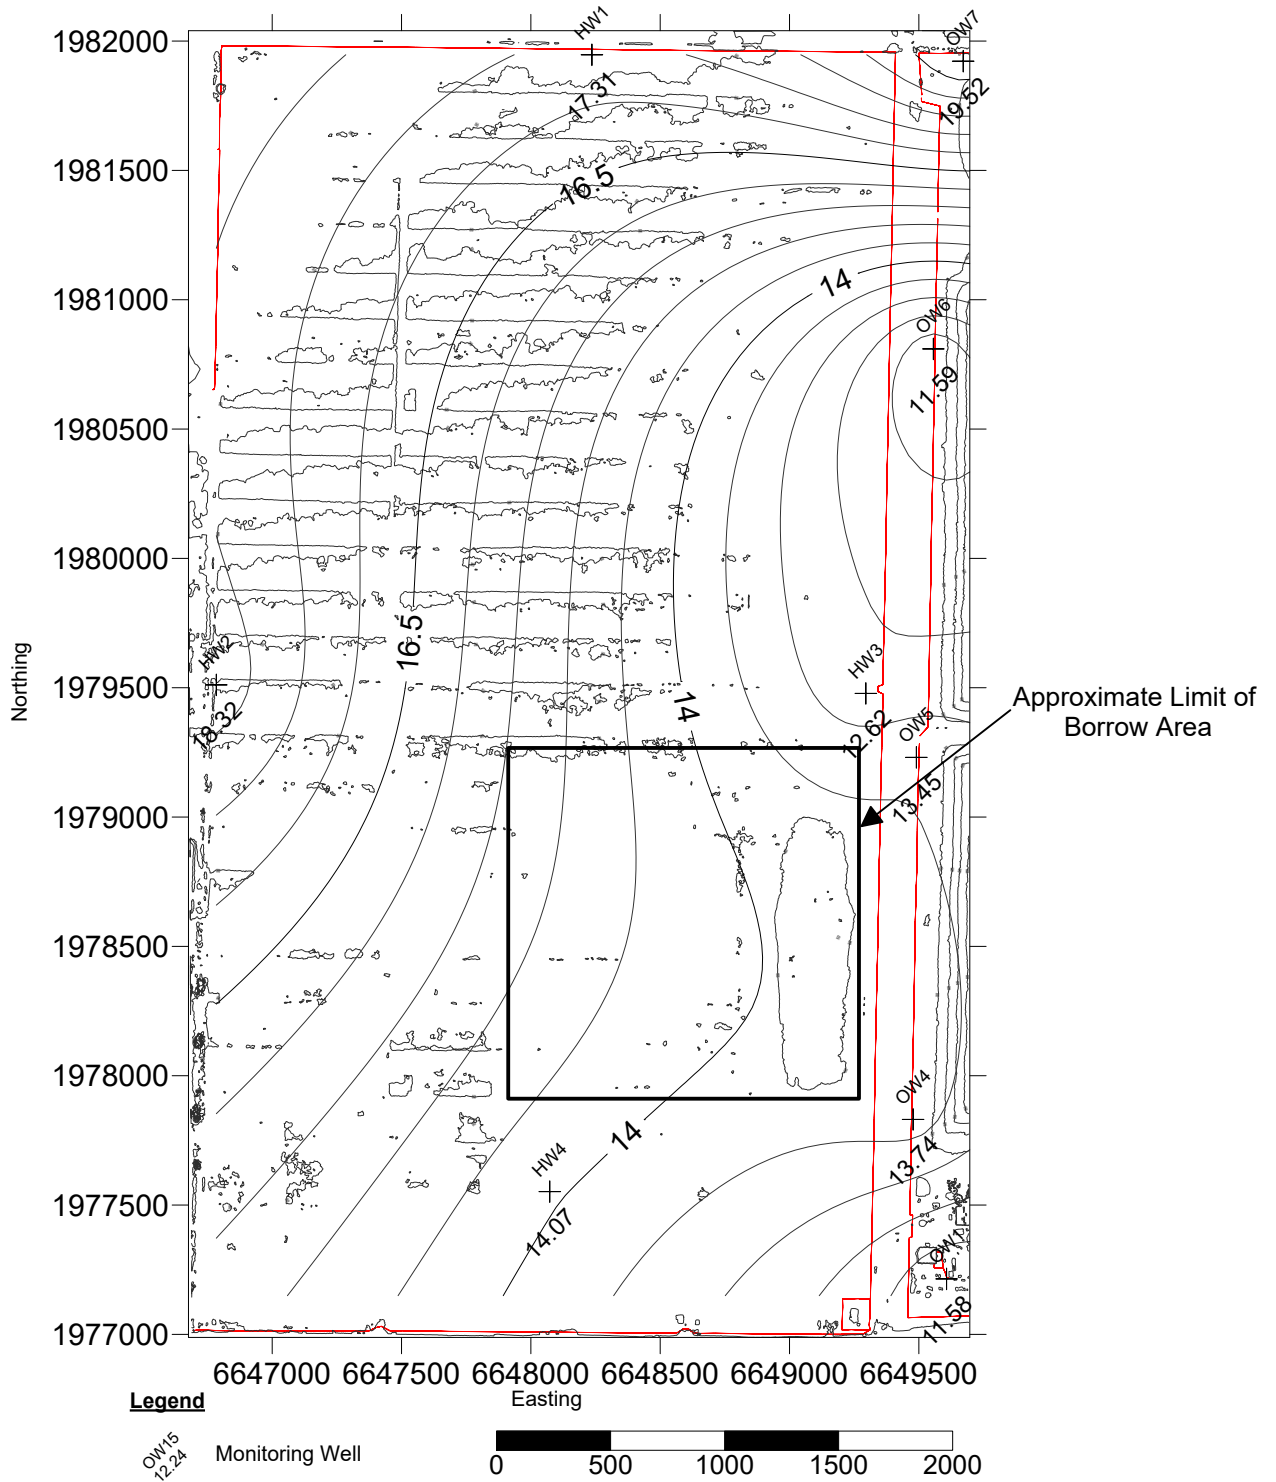 1982000
1981500
1981000
1980500
1980000
1979500
1979000
1978500
1978000
1977500
1977000
Northing
HW1
17.31
OW7
19.52
16.5
14
OW6
11.59
16.5
HW2
18.32
14
HW3
12.62
OW5
13.45
Approximate Limit of
Borrow Area
OW4
13.74
14
HW4
14.07
OW1
11.58
6647000 6647500 6648000 6648500 6649000 6649500
Easting
Legend
OW15
12.24
Monitoring Well
0 500 1000 1500 2000